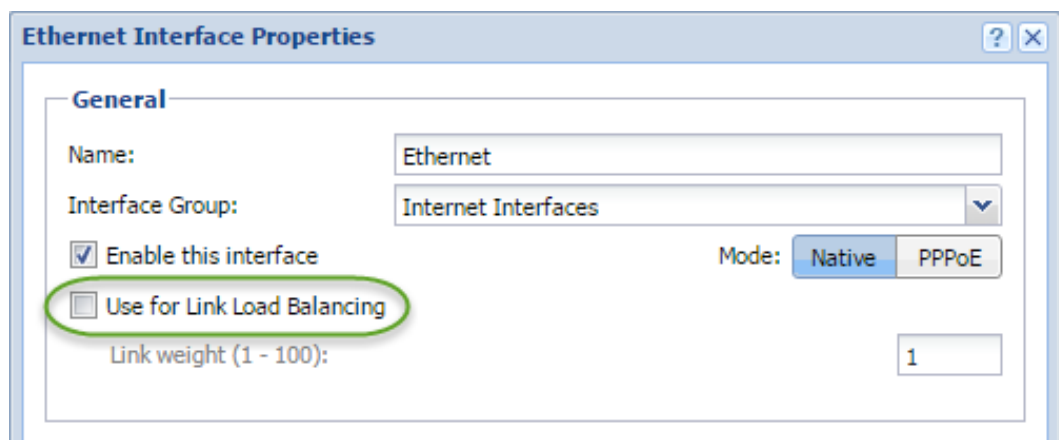 Ethernet Interface Properties ?
General
Name: Ethernet
Interface Group: Internet Interfaces
Enable this interface Mode: Native PPPoE
Use for Link Load Balancing
Link weight (1 - 100): 1